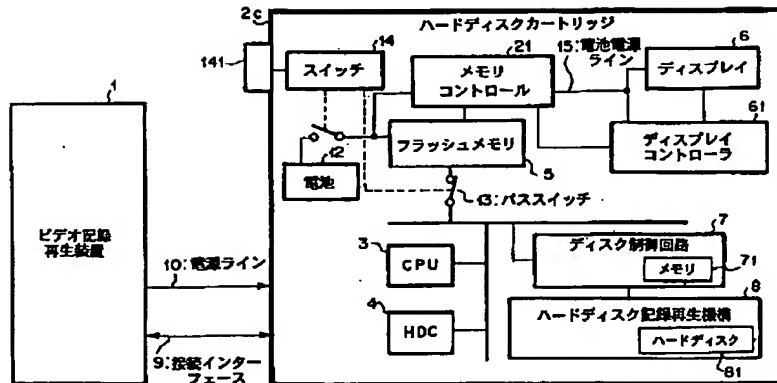 2c
ハードディスクカートリッジ
141
14
スイッチ
21
メモリ
コントロール
15:電池電源
ライン
6
ディスプレイ
61
ディスプレイ
コントローラ
1
ビデオ記録
再生装置
12
電池
フラッシュメモリ
5
13:バススイッチ
3
CPU
4
HDC
7
ディスク制御回路
メモリ
71
8
ハードディスク記録再生機構
ハードディスク
81
10:電源ライン
9:接続インター
フェース